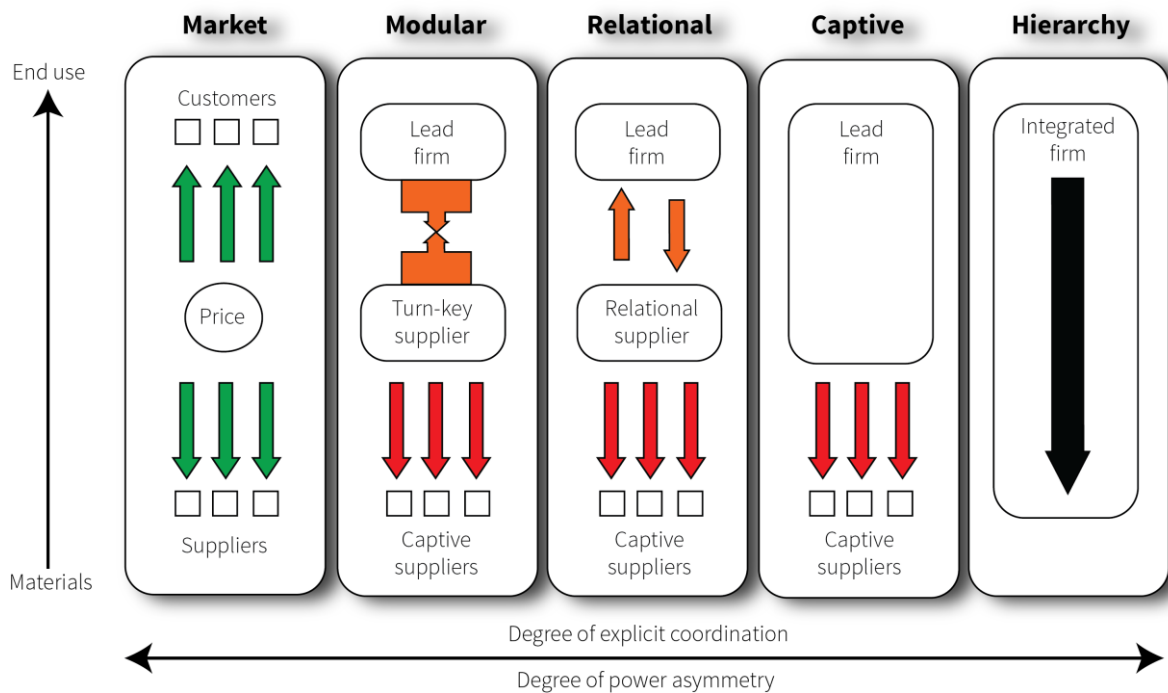 Market
Modular
Relational
Captive
Hierarchy
End use
Materials
Customers
Price
Suppliers
Lead
firm
Turn-key
supplier
Captive
suppliers
Lead
firm
Relational
supplier
Captive
suppliers
Lead
firm
Captive
suppliers
Integrated
firm
Degree of explicit coordination
Degree of power asymmetry